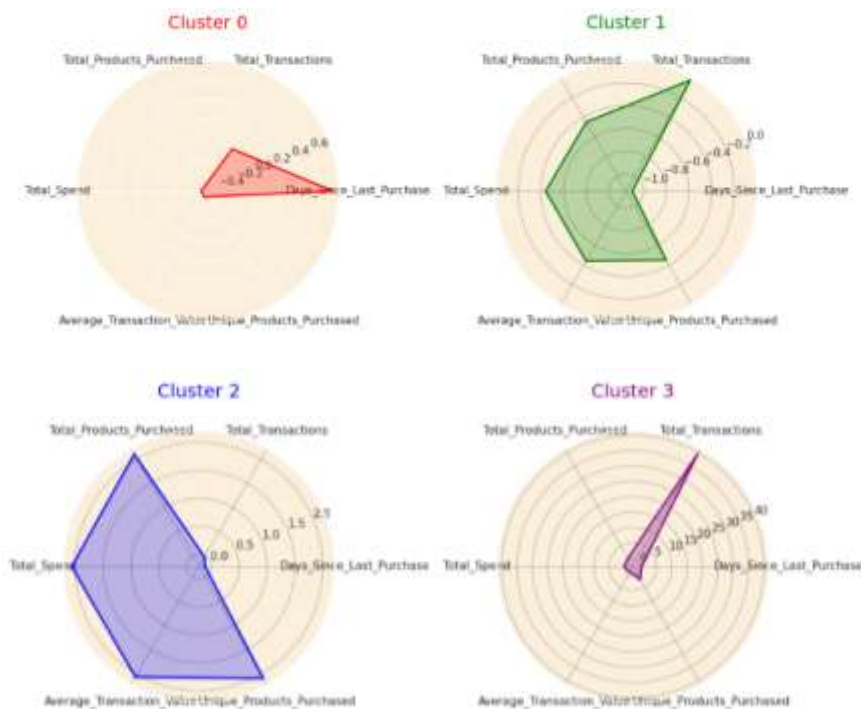 Cluster 0
Total_Products_Purchased
Total_Transactions
0.6
0.4
0.2
-0.2
-0.4
Total_Spend
Days_Since_Last_Purchase
Average_Transaction_Value
Unique_Products_Purchased
Cluster 1
Total_Products_Purchased
Total_Transactions
0.0
-0.2
-0.4
-0.6
-0.8
-1.0
Total_Spend
Days_Since_Last_Purchase
Average_Transaction_Value
Unique_Products_Purchased
Cluster 2
Total_Products_Purchased
Total_Transactions
1.5
1.0
0.5
0.0
Total_Spend
Days_Since_Last_Purchase
Average_Transaction_Value
Unique_Products_Purchased
Cluster 3
Total_Products_Purchased
Total_Transactions
40
35
30
25
20
15
10
5
Total_Spend
Days_Since_Last_Purchase
Average_Transaction_Value
Unique_Products_Purchased